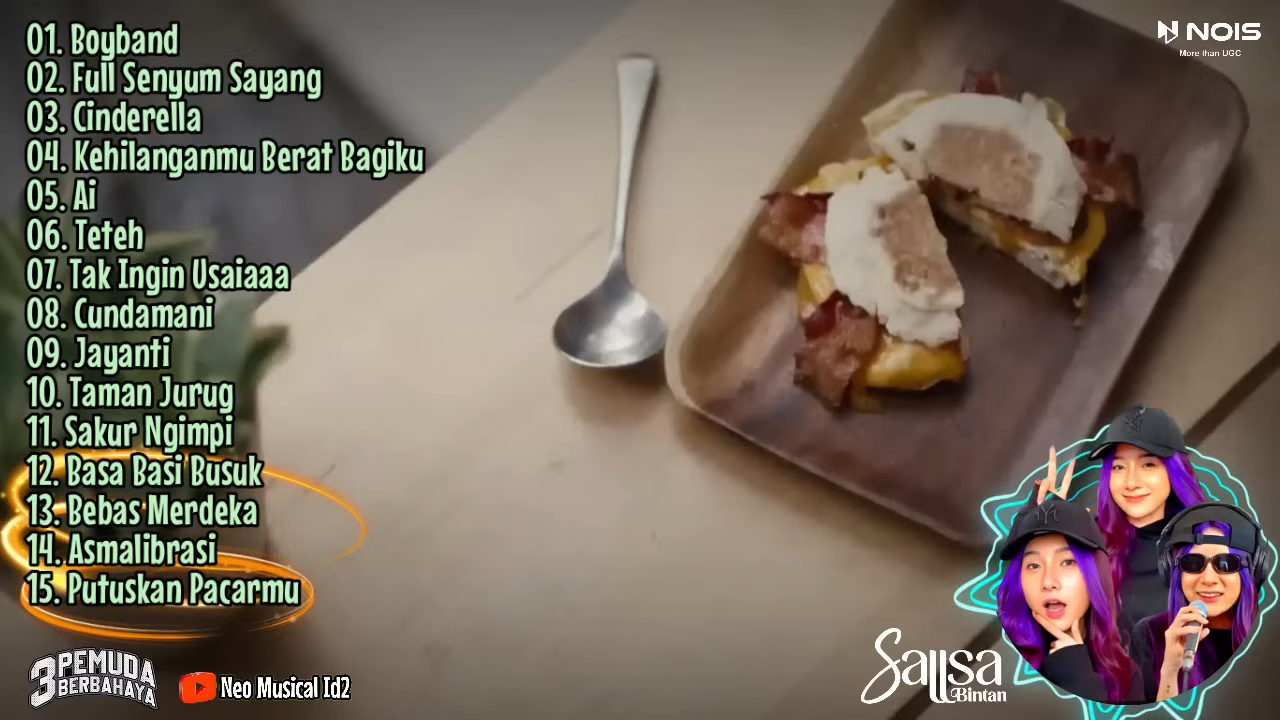 01. Boyband
02. Full Senyum Sayang
03. Cinderella
04. Kehilanganmu Berat Bagiku
05. Ai
06. Teteh
07. Tak Ingin Usaiaaa
08. Cundamani
09. Jayanti
10. Taman Jurug
11. Sakur Ngimpi
12. Basa Basi Busuk
13. Bebas Merdeka
14. Asmalibrasi
15. Putuskan Pacarmu
NOIS
More than UGC
3 PEMUDA
BERBAHAYA
Neo Musical Id2
Sallsa
Bintan